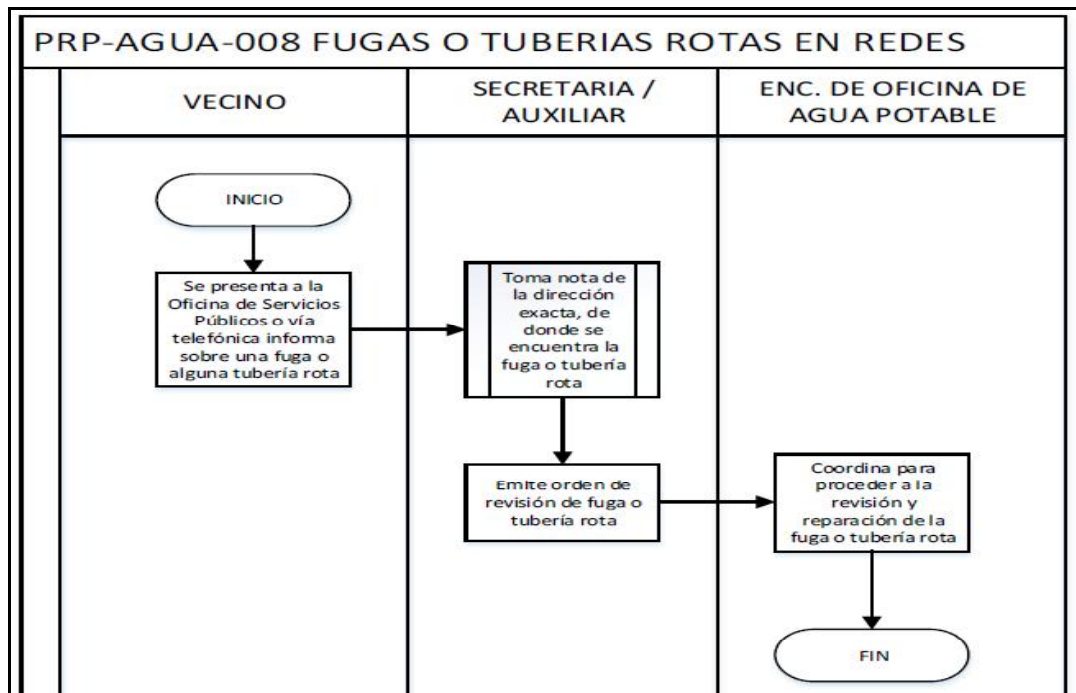 PRP-AGUA-008 FUGAS O TUBERIAS ROTAS EN REDES
VECINO
SECRETARIA /
AUXILIAR
ENC. DE OFICINA DE
AGUA POTABLE
INICIO
Se presenta a la
Oficina de Servicios
Públicos o vía
telefónica informa
sobre una fuga o
alguna tubería rota
Toma nota de
la dirección
exacta, de
donde se
encuentra la
fuga o tubería
rota
Emite orden de
revisión de fuga o
tubería rota
Coordina para
proceder a la
revisión y
reparación de la
fuga o tubería rota
FIN